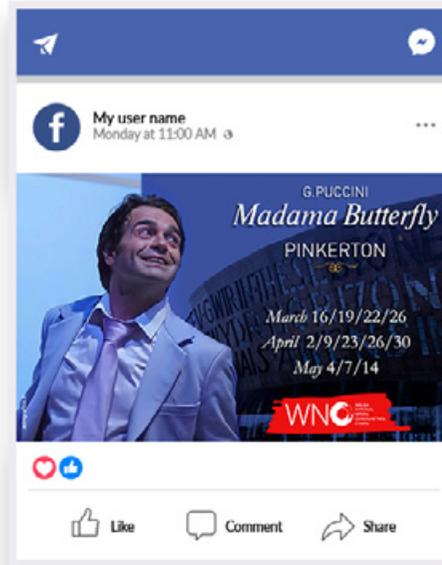 f
My user name
Monday at 11:00 AM
G.PUCCINI
Madama Butterfly
PINKERTON
March 16/19/22/26
April 2/9/23/26/30
May 4/7/14
WNO
Like
Comment
Share